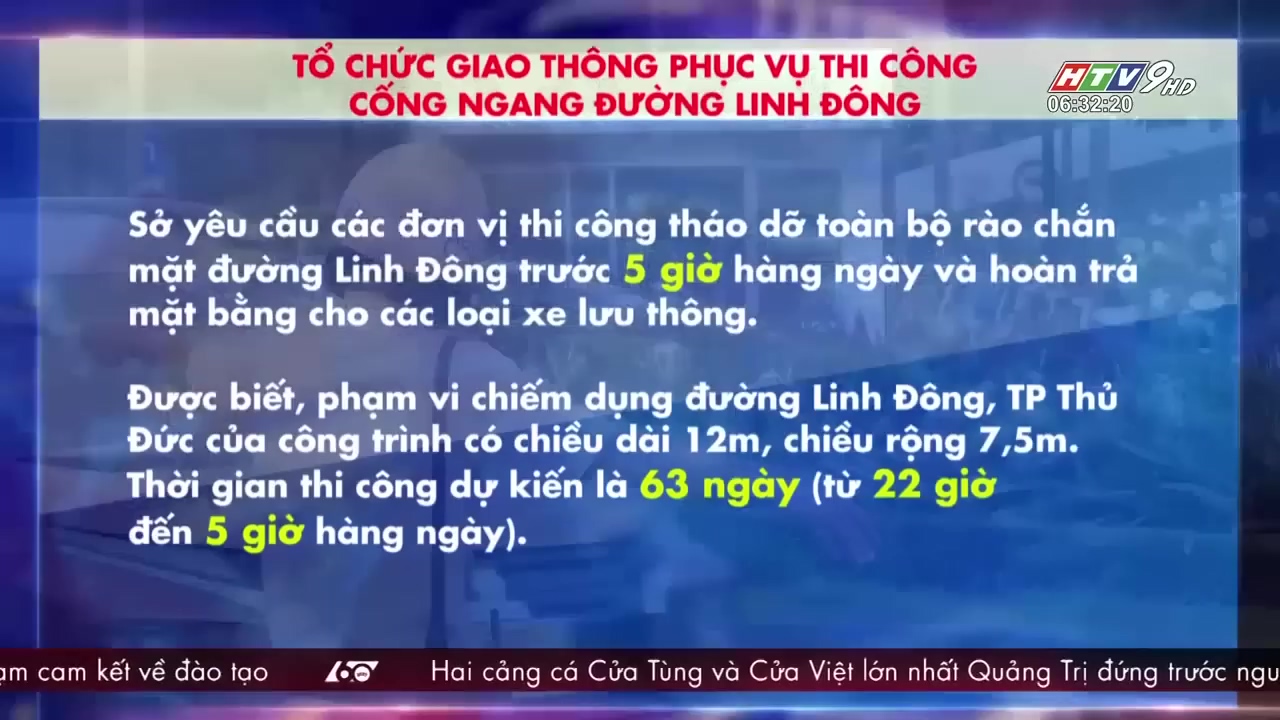 TỔ CHỨC GIAO THÔNG PHỤC VỤ THI CÔNG
CỐNG NGANG ĐƯỜNG LINH ĐÔNG
HTV9HD
06:32:20
Sở yêu cầu các đơn vị thi công tháo dỡ toàn bộ rào chắn
mặt đường Linh Đông trước 5 giờ hàng ngày và hoàn trả
mặt bằng cho các loại xe lưu thông.
Được biết, phạm vi chiếm dụng đường Linh Đông, TP Thủ
Đức của công trình có chiều dài 12m, chiều rộng 7,5m.
Thời gian thi công dự kiến là 63 ngày (từ 22 giờ
đến 5 giờ hàng ngày).
cam kết về đào tạo
60 Hai cảng cá Cửa Tùng và Cửa Việt lớn nhất Quảng Trị đứng trước